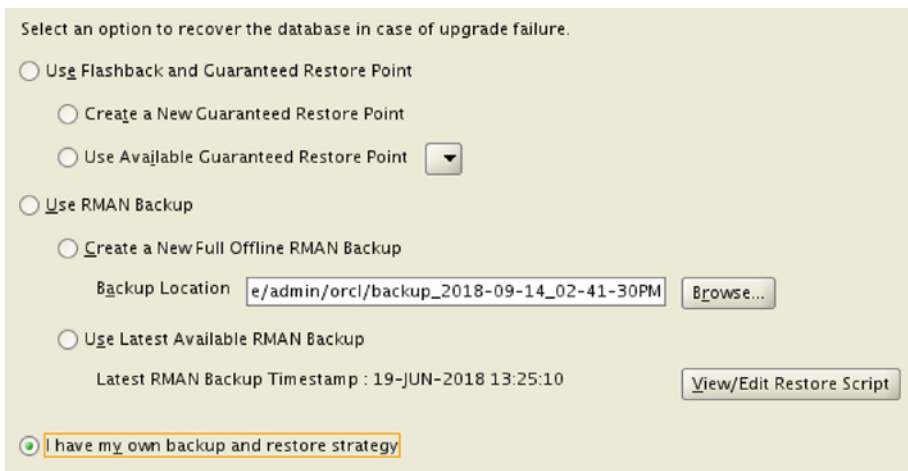 Select an option to recover the database in case of upgrade failure.
Use Flashback and Guaranteed Restore Point
Create a New Guaranteed Restore Point
Use Available Guaranteed Restore Point
Use RMAN Backup
Create a New Full Offline RMAN Backup
Backup Location e/admin/orcl/backup_2018-09-14_02-41-30PM Browse...
Use Latest Available RMAN Backup
Latest RMAN Backup Timestamp : 19-JUN-2018 13:25:10 View/Edit Restore Script
I have my own backup and restore strategy